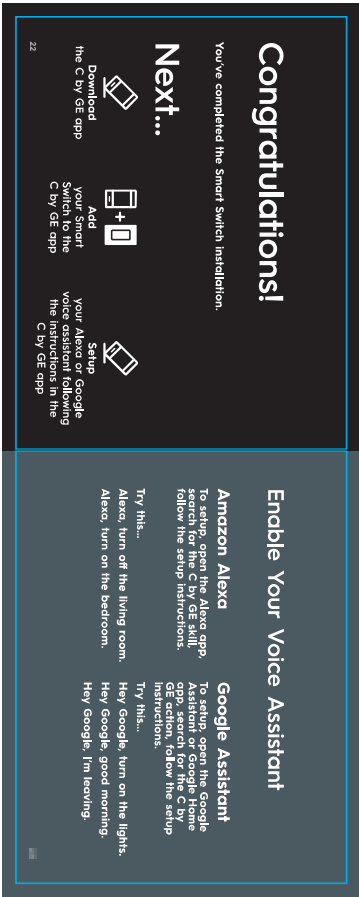 Congratulations!
You've completed the Smart Switch installation.
Next...
Download
the C by GE app
+
Add
your Smart
Switch to the
C by GE app
Setup
your Alexa or Google
voice assistant following
the instructions in the
C by GE app
22
Enable Your Voice Assistant
Amazon Alexa
To setup, open the Alexa app,
search for the C by GE skill,
follow the setup instructions.
Try this...
Alexa, turn off the living room.
Alexa, turn on the bedroom.
Google Assistant
To setup, open the Google
Assistant or Google Home
app, search for the C by
GE action, follow the setup
instructions.
Try this...
Hey Google, turn on the lights.
Hey Google, good morning.
Hey Google, I'm leaving.